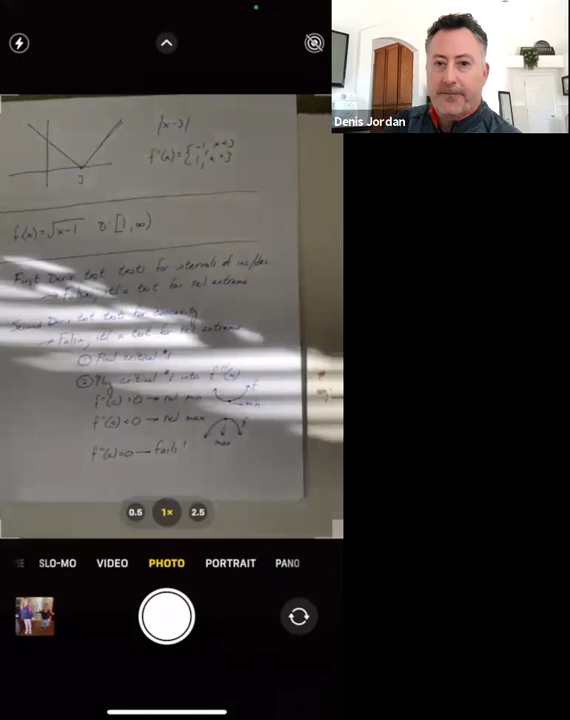 Denis Jordan
|x-3|
f'(x) = { -1, x<3
1, x>3
3
f(x) = √x-1 D: [1, ∞)
First Deriv test tests for intervals of inc/dec
→ False, it's a test for rel extrema
Second Deriv test tests for concavity
→ False, it's a test for rel extrema
① Find critical #'s
② Plug critical #'s into f''(x)
f''(c) > 0 → rel min
f
min
f''(c) < 0 → rel max
f
max
f''(c) = 0 — fails!
0.5 1× 2.5
SLO-MO VIDEO PHOTO PORTRAIT PANO